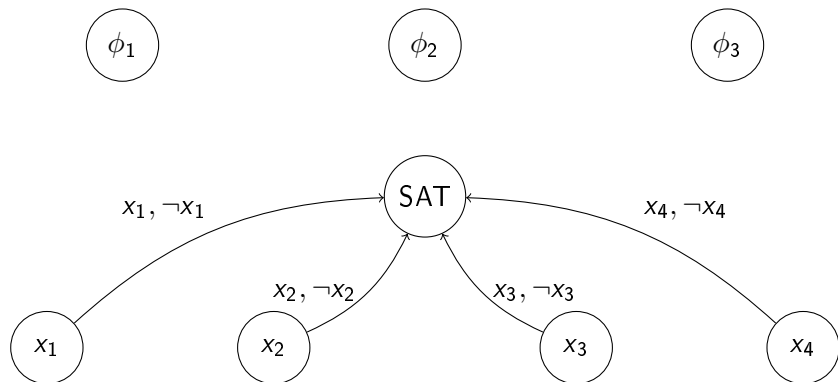 ϕ₁ ϕ₂ ϕ₃
SAT
x₁, ¬x₁ x₄, ¬x₄
x₂, ¬x₂ x₃, ¬x₃
x₁ x₂ x₃ x₄